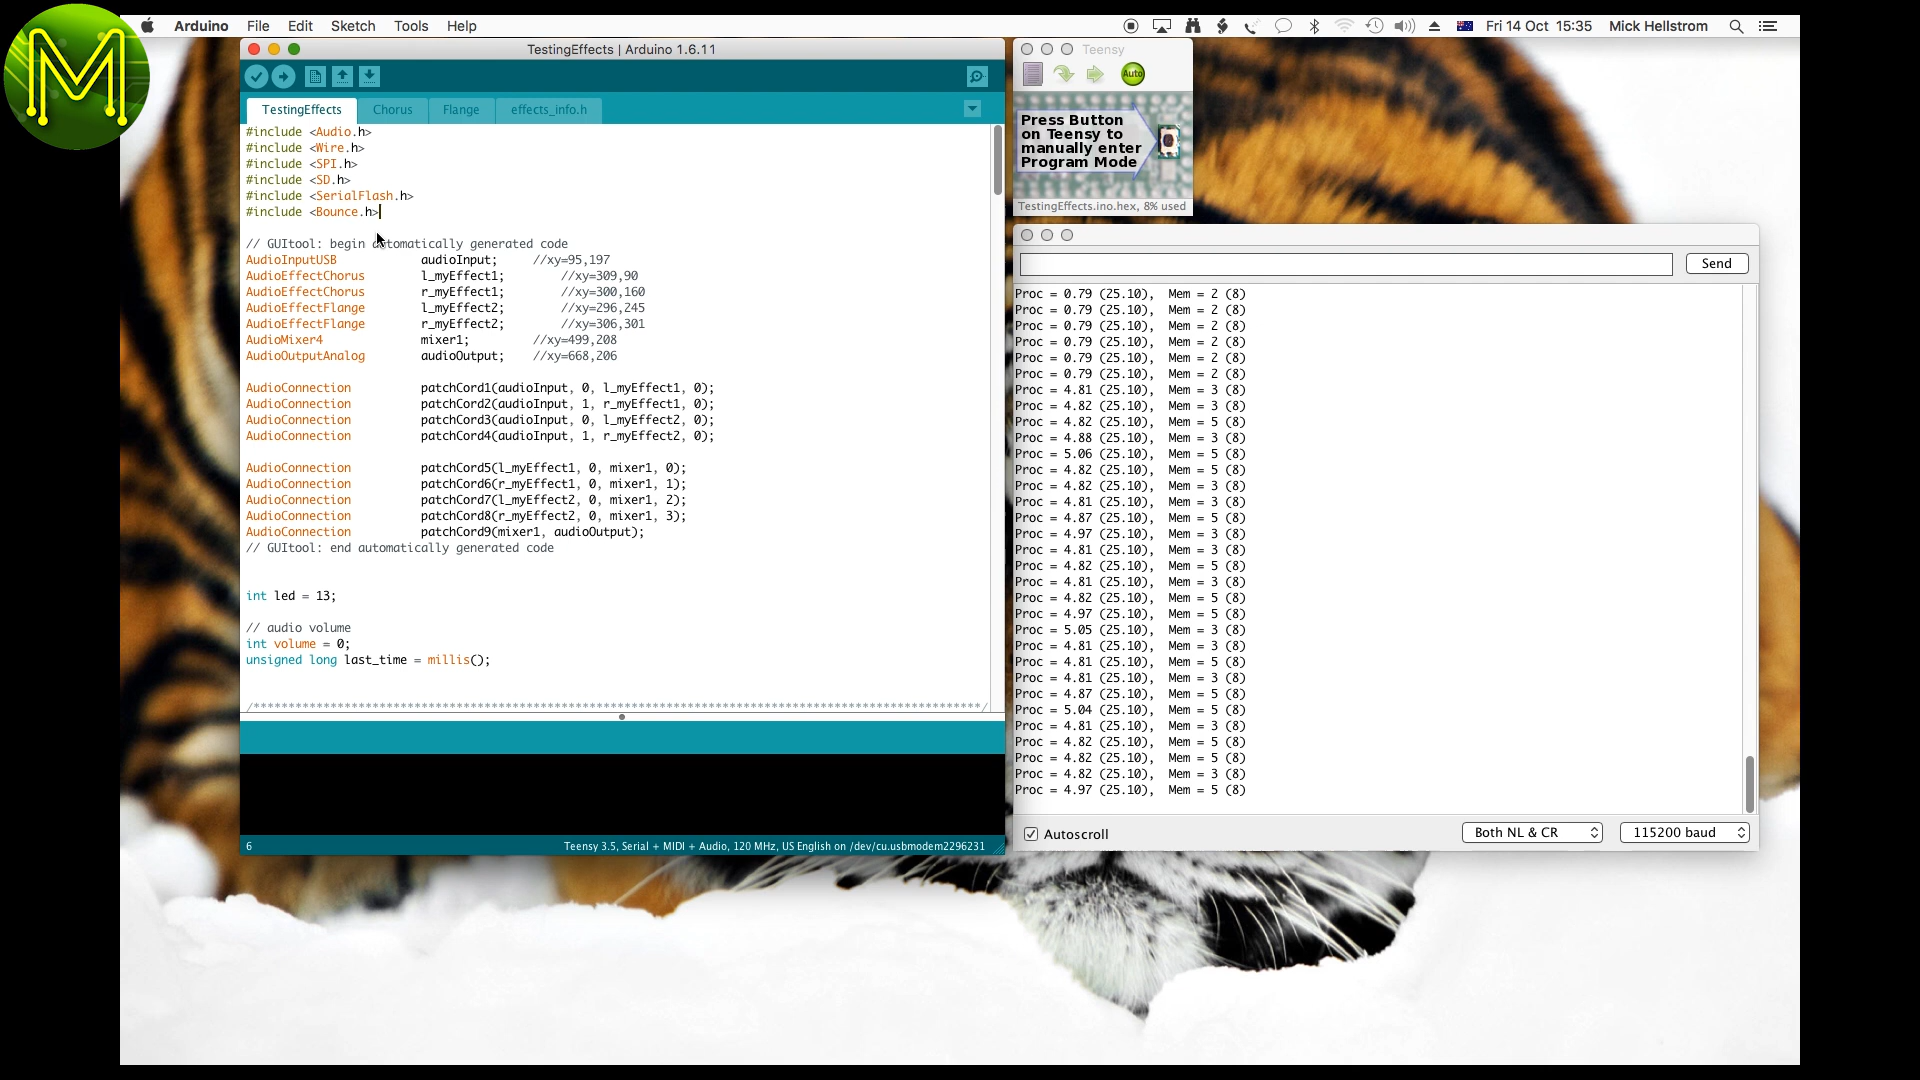 M
Arduino File Edit Sketch Tools Help
Fri 14 Oct 15:35 Mick Hellstrom
TestingEffects | Arduino 1.6.11
TestingEffects Chorus Flange effects_info.h
#include <Audio.h>
#include <Wire.h>
#include <SPI.h>
#include <SD.h>
#include <SerialFlash.h>
#include <Bounce.h>
// GUItool: begin automatically generated code
AudioInputUSB audioInput; //xy=95,197
AudioEffectChorus l_myEffect1; //xy=309,90
AudioEffectChorus r_myEffect1; //xy=300,160
AudioEffectFlange l_myEffect2; //xy=296,245
AudioEffectFlange r_myEffect2; //xy=306,301
AudioMixer4 mixer1; //xy=499,208
AudioOutputAnalog audioOutput; //xy=668,206
AudioConnection patchCord1(audioInput, 0, l_myEffect1, 0);
AudioConnection patchCord2(audioInput, 1, r_myEffect1, 0);
AudioConnection patchCord3(audioInput, 0, l_myEffect2, 0);
AudioConnection patchCord4(audioInput, 1, r_myEffect2, 0);
AudioConnection patchCord5(l_myEffect1, 0, mixer1, 0);
AudioConnection patchCord6(r_myEffect1, 0, mixer1, 1);
AudioConnection patchCord7(l_myEffect2, 0, mixer1, 2);
AudioConnection patchCord8(r_myEffect2, 0, mixer1, 3);
AudioConnection patchCord9(mixer1, audioOutput);
// GUItool: end automatically generated code
int led = 13;
// audio volume
int volume = 0;
unsigned long last_time = millis();
/*********************************************************************************************************/
6
Teensy 3.5, Serial + MIDI + Audio, 120 MHz, US English on /dev/cu.usbmodem2296231
Teensy
Auto
Press Button
on Teensy to
manually enter
Program Mode
TestingEffects.ino.hex, 8% used
Send
Proc = 0.79 (25.10), Mem = 2 (8)
Proc = 0.79 (25.10), Mem = 2 (8)
Proc = 0.79 (25.10), Mem = 2 (8)
Proc = 0.79 (25.10), Mem = 2 (8)
Proc = 0.79 (25.10), Mem = 2 (8)
Proc = 0.79 (25.10), Mem = 2 (8)
Proc = 4.81 (25.10), Mem = 3 (8)
Proc = 4.82 (25.10), Mem = 3 (8)
Proc = 4.82 (25.10), Mem = 5 (8)
Proc = 4.88 (25.10), Mem = 3 (8)
Proc = 5.06 (25.10), Mem = 5 (8)
Proc = 4.82 (25.10), Mem = 5 (8)
Proc = 4.82 (25.10), Mem = 3 (8)
Proc = 4.81 (25.10), Mem = 3 (8)
Proc = 4.87 (25.10), Mem = 5 (8)
Proc = 4.97 (25.10), Mem = 3 (8)
Proc = 4.81 (25.10), Mem = 3 (8)
Proc = 4.82 (25.10), Mem = 5 (8)
Proc = 4.81 (25.10), Mem = 3 (8)
Proc = 4.82 (25.10), Mem = 5 (8)
Proc = 4.97 (25.10), Mem = 5 (8)
Proc = 5.05 (25.10), Mem = 3 (8)
Proc = 4.81 (25.10), Mem = 3 (8)
Proc = 4.81 (25.10), Mem = 5 (8)
Proc = 4.81 (25.10), Mem = 3 (8)
Proc = 4.87 (25.10), Mem = 5 (8)
Proc = 5.04 (25.10), Mem = 5 (8)
Proc = 4.81 (25.10), Mem = 3 (8)
Proc = 4.82 (25.10), Mem = 5 (8)
Proc = 4.82 (25.10), Mem = 5 (8)
Proc = 4.82 (25.10), Mem = 3 (8)
Proc = 4.97 (25.10), Mem = 5 (8)
Autoscroll
Both NL & CR
115200 baud